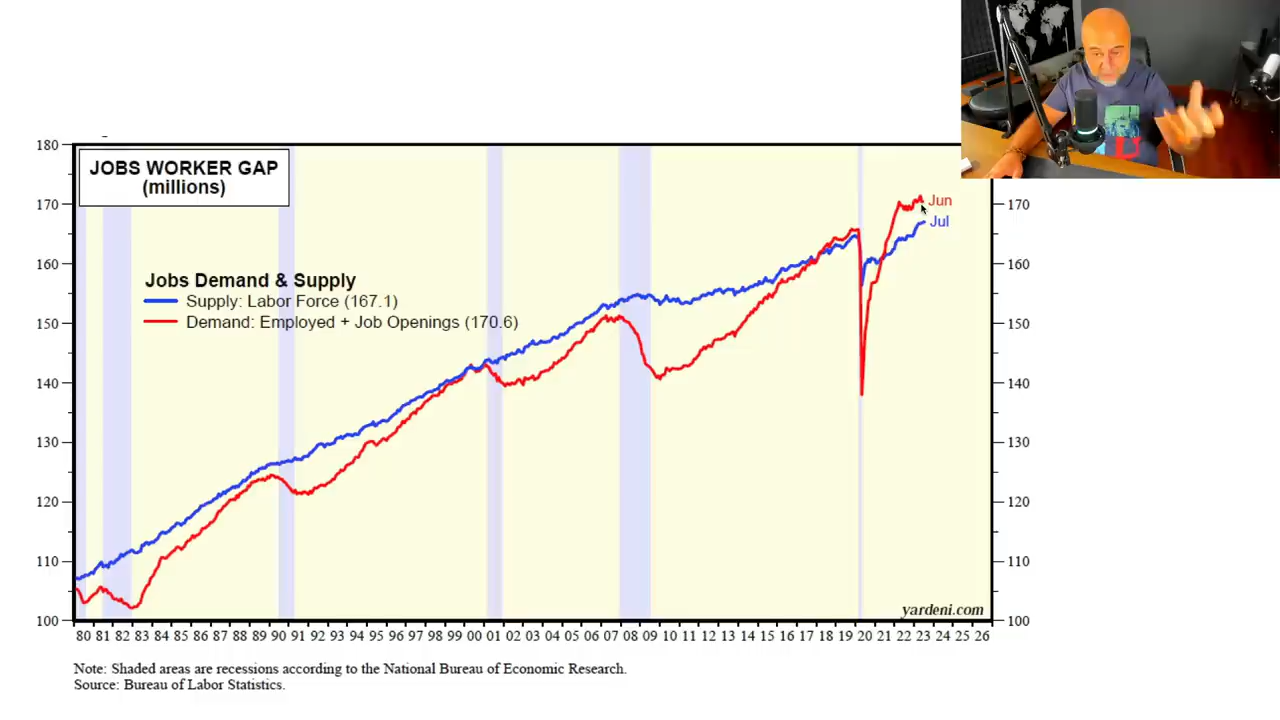 180
JOBS WORKER GAP
(millions)
170
Jun
170
Jul
160
160
Jobs Demand & Supply
Supply: Labor Force (167.1)
Demand: Employed + Job Openings (170.6)
150
150
140
140
130
130
120
120
110
110
yardeni.com
100
100
80 81 82 83 84 85 86 87 88 89 90 91 92 93 94 95 96 97 98 99 00 01 02 03 04 05 06 07 08 09 10 11 12 13 14 15 16 17 18 19 20 21 22 23 24 25 26
Note: Shaded areas are recessions according to the National Bureau of Economic Research.
Source: Bureau of Labor Statistics.